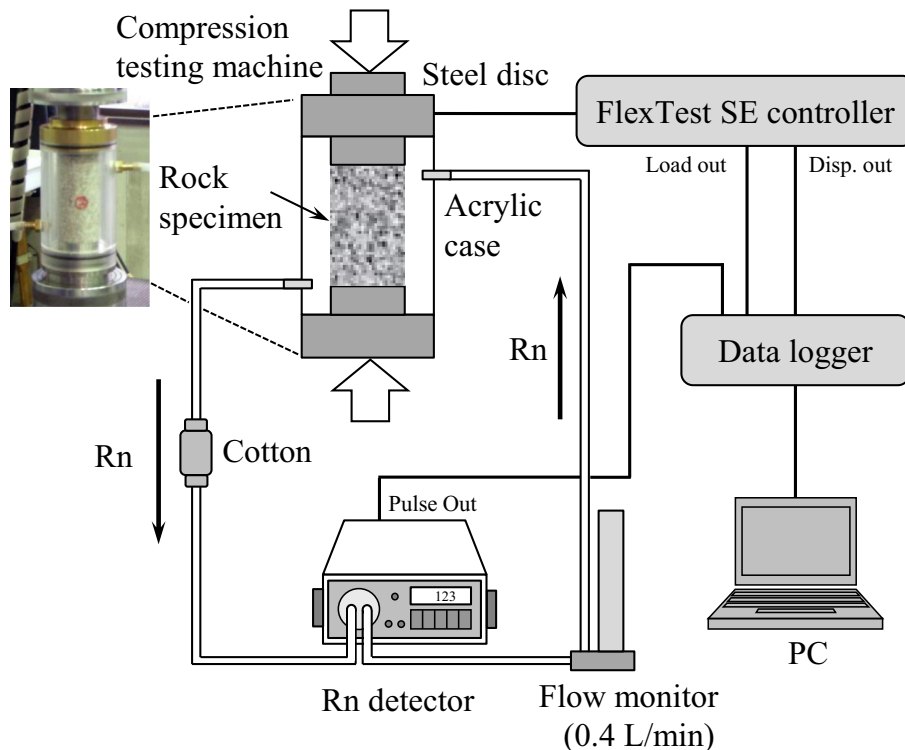 Compression
testing machine
Steel disc
FlexTest SE controller
Load out
Disp. out
Rock
specimen
Acrylic
case
Rn
Data logger
Rn
Cotton
Pulse Out
123
PC
Rn detector
Flow monitor
(0.4 L/min)